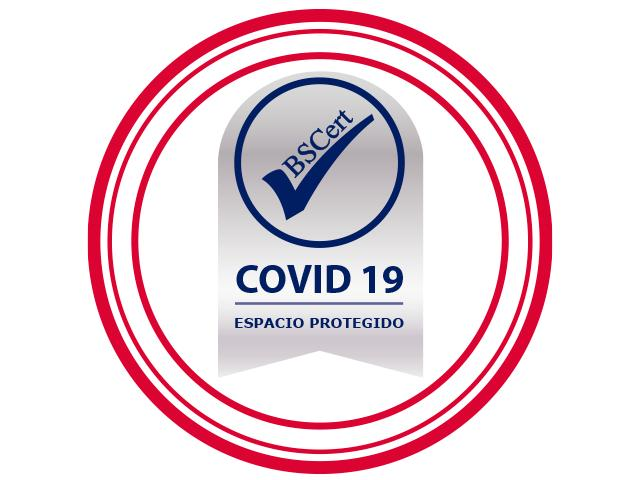 BSCert
COVID 19
ESPACIO PROTEGIDO